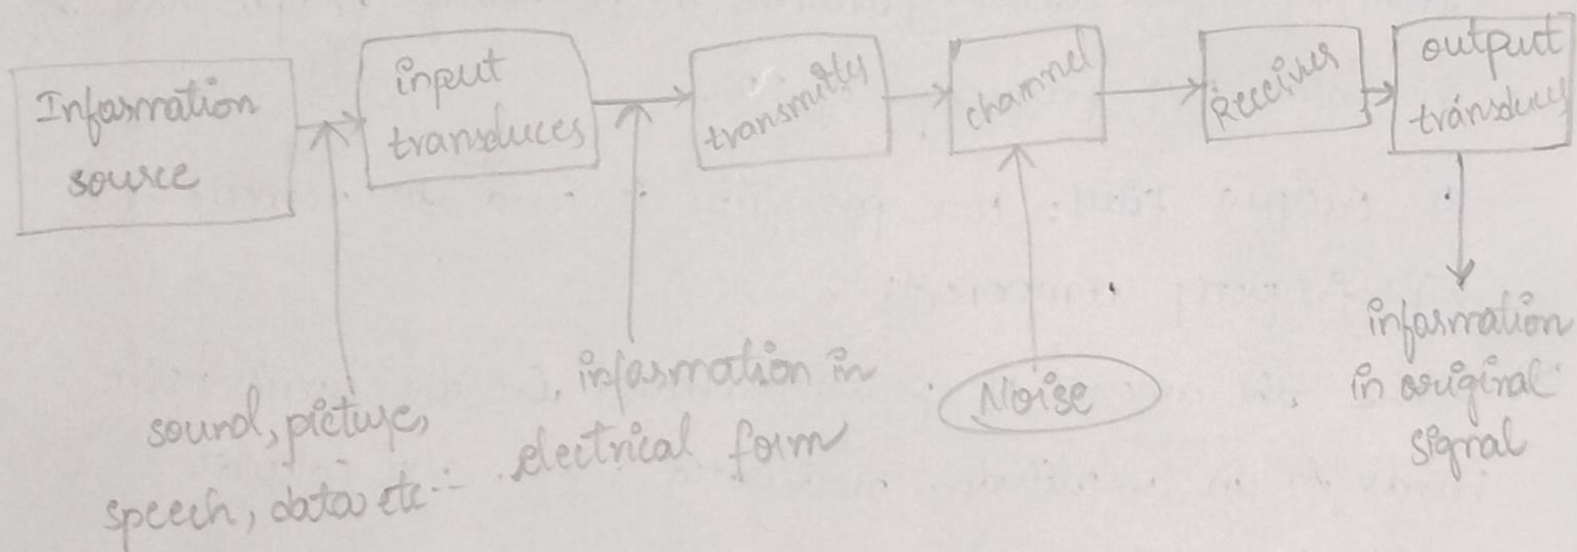 Information
source
input
transduces
transmitter
channel
Receiver
output
transduces
sound, picture,
speech, data etc...
information in
electrical form
Noise
information
in original
signal